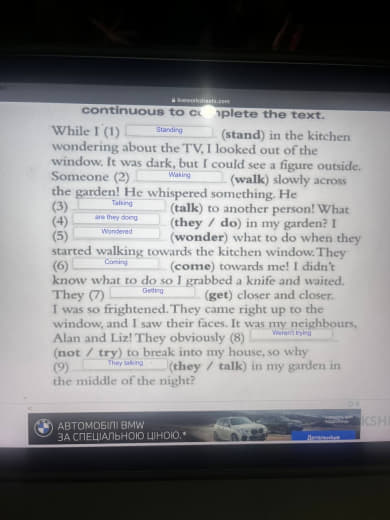 liveworksheets.com
continuous to complete the text.
While I (1) Standing (stand) in the kitchen
wondering about the TV, I looked out of the
window. It was dark, but I could see a figure outside.
Someone (2) Waking (walk) slowly across
the garden! He whispered something. He
(3) Talking (talk) to another person! What
(4) are they doing (they / do) in my garden? I
(5) Wondered (wonder) what to do when they
started walking towards the kitchen window. They
(6) Coming (come) towards me! I didn't
know what to do so I grabbed a knife and waited.
They (7) Getting (get) closer and closer.
I was so frightened. They came right up to the
window, and I saw their faces. It was my neighbours,
Alan and Liz! They obviously (8) Weren't trying
(not / try) to break into my house, so why
(9) They talking (they / talk) in my garden in
the middle of the night?
АВТОМОБІЛІ BMW
ЗА СПЕЦІАЛЬНОЮ ЦІНОЮ.*
Детальніше